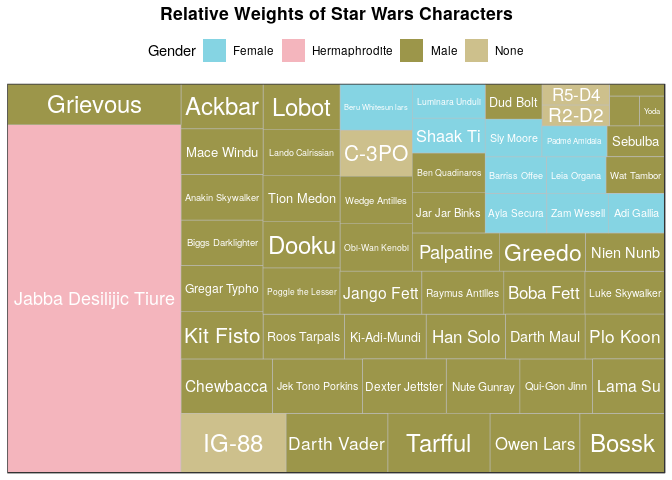 Relative Weights of Star Wars Characters
Gender Female Hermaphrodite Male None
Grievous
Jabba Desilijic Tiure
Ackbar
Mace Windu
Anakin Skywalker
Biggs Darklighter
Gregar Typho
Kit Fisto
Chewbacca
IG-88
Lobot
Lando Calrissian
Tion Medon
Dooku
Poggle the Lesser
Roos Tarpals
Beru Whitesun lars
C-3PO
Wedge Antilles
Obi-Wan Kenobi
Jango Fett
Ki-Adi-Mundi
Jek Tono Porkins
Darth Vader
Luminara Unduli
Shaak Ti
Ben Quadinaros
Jar Jar Binks
Palpatine
Raymus Antilles
Han Solo
Dexter Jettster
Tarfful
Dud Bolt
Sly Moore
Barriss Offee
Ayla Secura
Greedo
Boba Fett
Darth Maul
Nute Gunray
Owen Lars
R5-D4
R2-D2
Padmé Amidala
Leia Organa
Zam Wesell
Yoda
Sebulba
Wat Tambor
Adi Gallia
Nien Nunb
Luke Skywalker
Plo Koon
Qui-Gon Jinn
Lama Su
Bossk